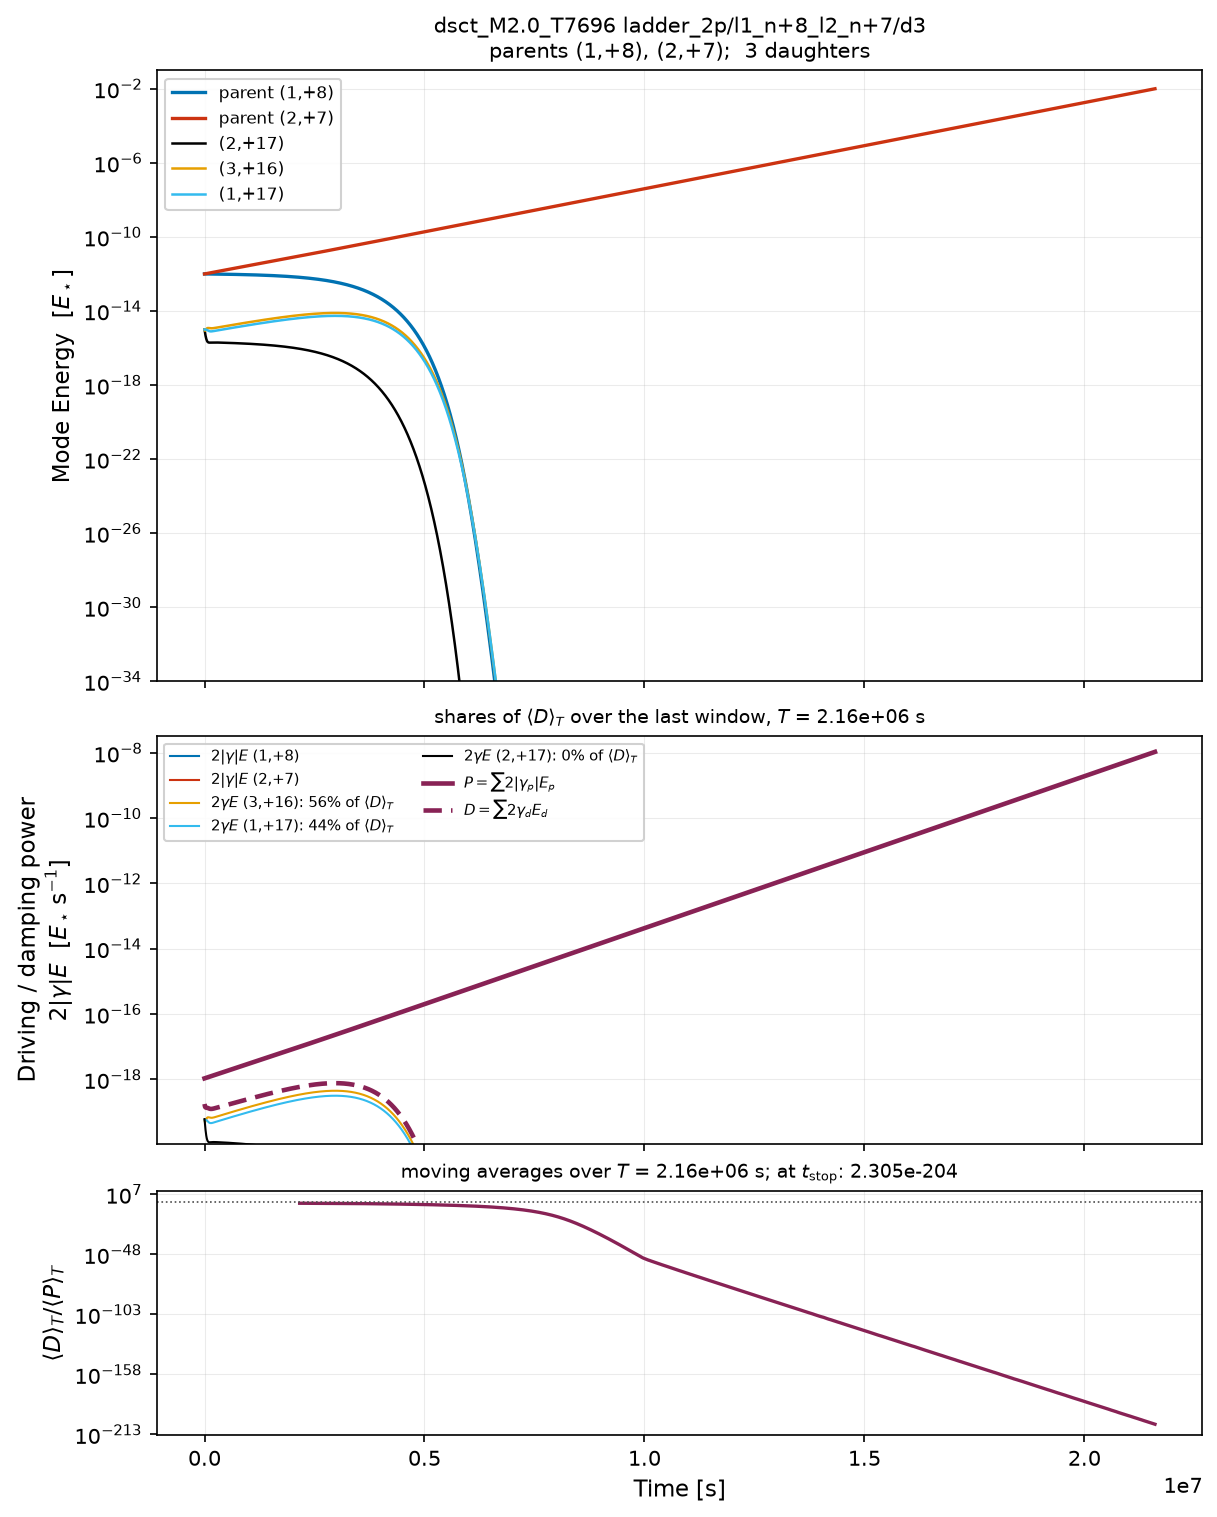 dsct_M2.0_T7696 ladder_2p/l1_n+8_l2_n+7/d3
parents (1,+8), (2,+7);  3 daughters
parent (1,+8)
parent (2,+7)
(2,+17)
(3,+16)
(1,+17)
Mode Energy [E⋆]
10⁻²
10⁻⁶
10⁻¹⁰
10⁻¹⁴
10⁻¹⁸
10⁻²²
10⁻²⁶
10⁻³⁰
10⁻³⁴
shares of ⟨D⟩_T over the last window, T = 2.16e+06 s
2|γ|E (1,+8)
2|γ|E (2,+7)
2γE (3,+16): 56% of ⟨D⟩_T
2γE (1,+17): 44% of ⟨D⟩_T
2γE (2,+17): 0% of ⟨D⟩_T
P = ∑2|γ_p|E_p
D = ∑2γ_dE_d
Driving / damping power
2|γ|E [E⋆ s⁻¹]
10⁻⁸
10⁻¹⁰
10⁻¹²
10⁻¹⁴
10⁻¹⁶
10⁻¹⁸
moving averages over T = 2.16e+06 s; at t_stop: 2.305e-204
⟨D⟩_T/⟨P⟩_T
10⁷
10⁻⁴⁸
10⁻¹⁰³
10⁻¹⁵⁸
10⁻²¹³
0.0 0.5 1.0 1.5 2.0
1e7
Time [s]